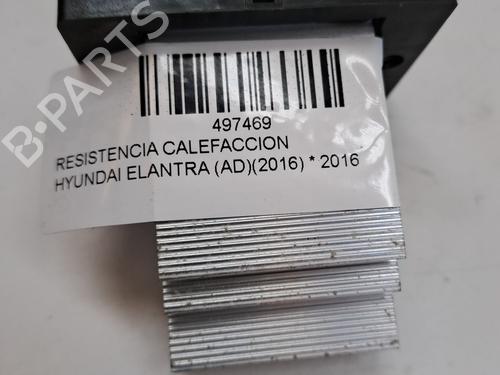 497469
RESISTENCIA CALEFACCION
HYUNDAI ELANTRA (AD)(2016) * 2016
B-PARTS